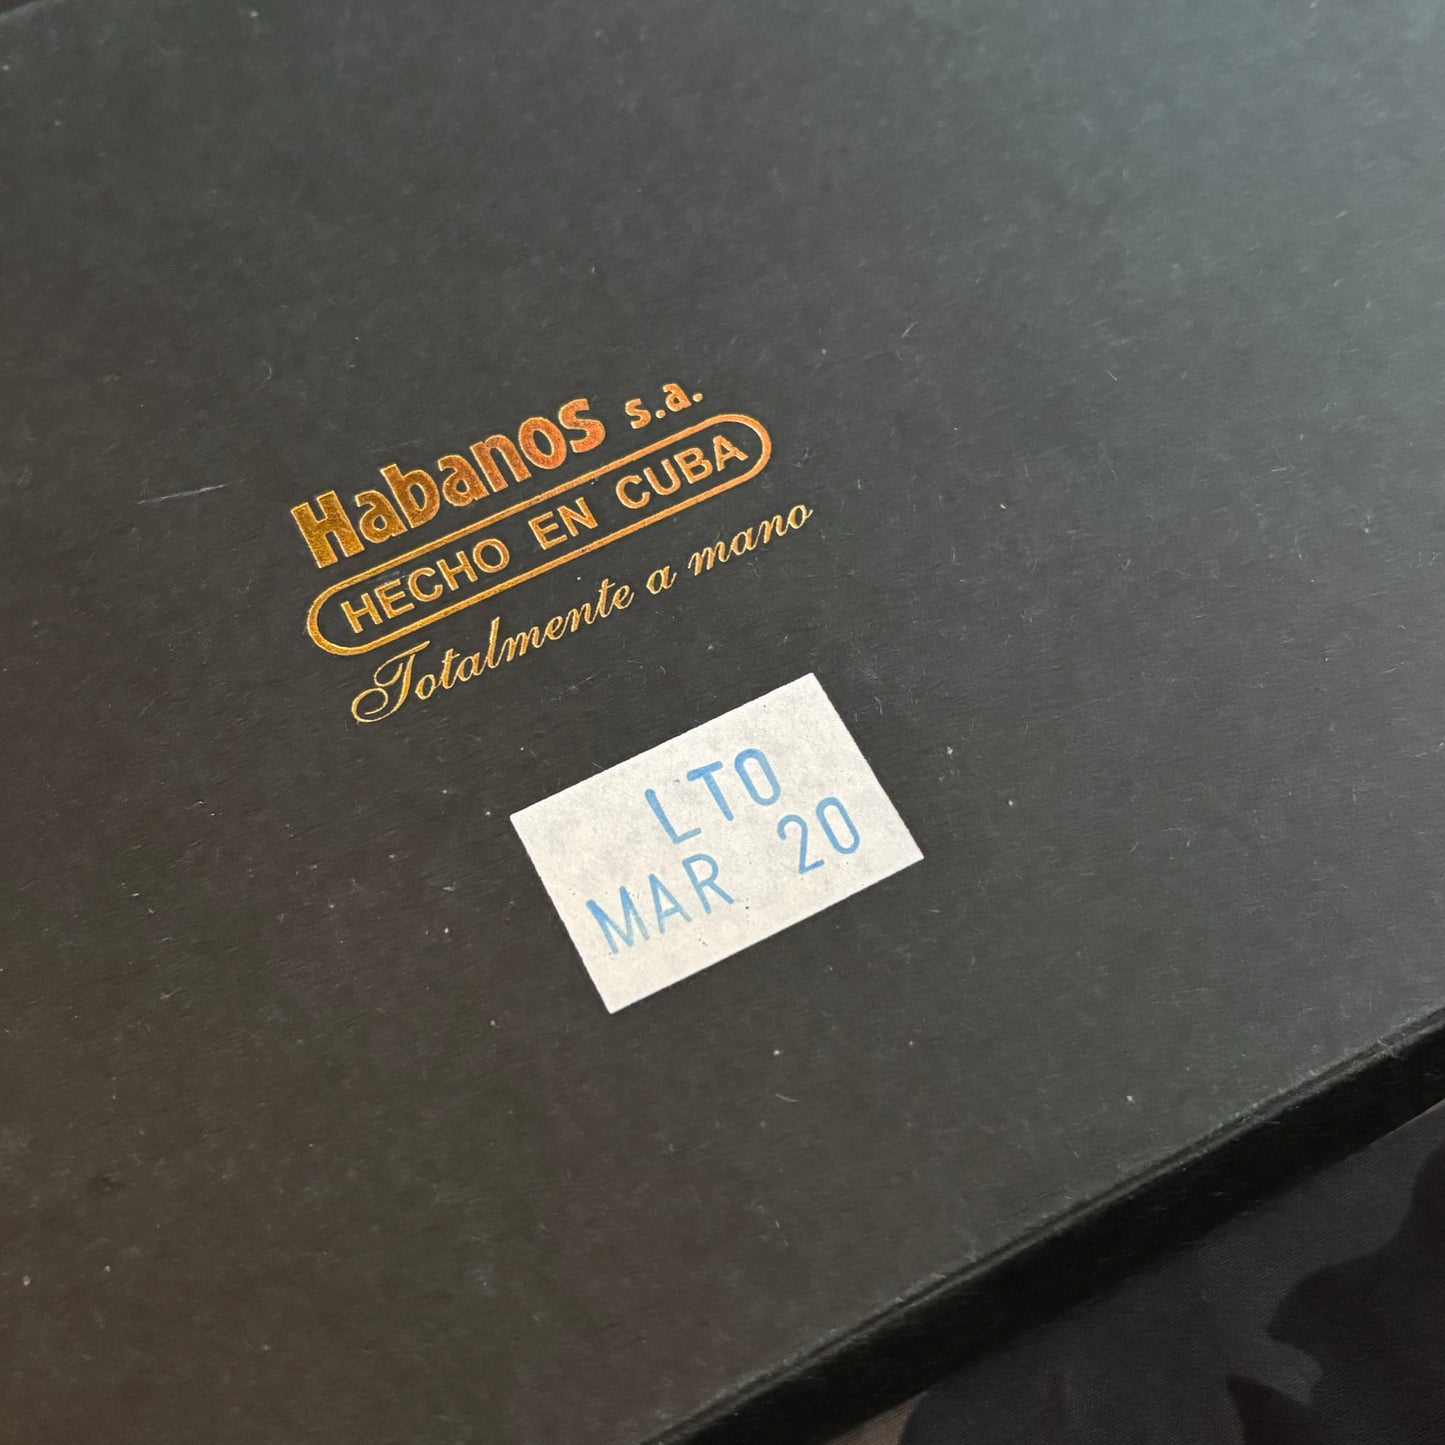 Habanos s.a.
HECHO EN CUBA
Totalmente a mano
LTO
MAR 20